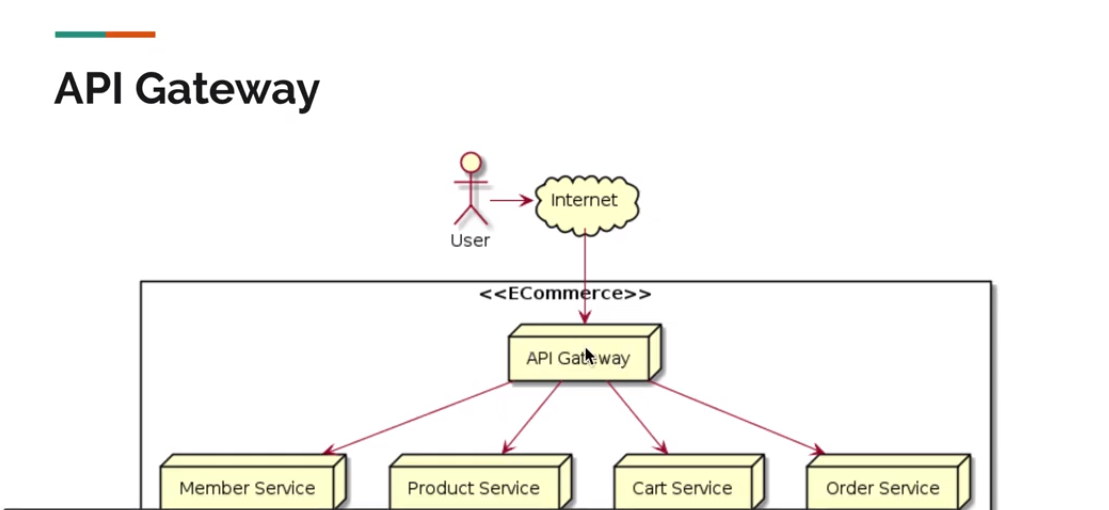 API Gateway
Internet
User
<<ECommerce>>
API Gateway
Member Service
Product Service
Cart Service
Order Service